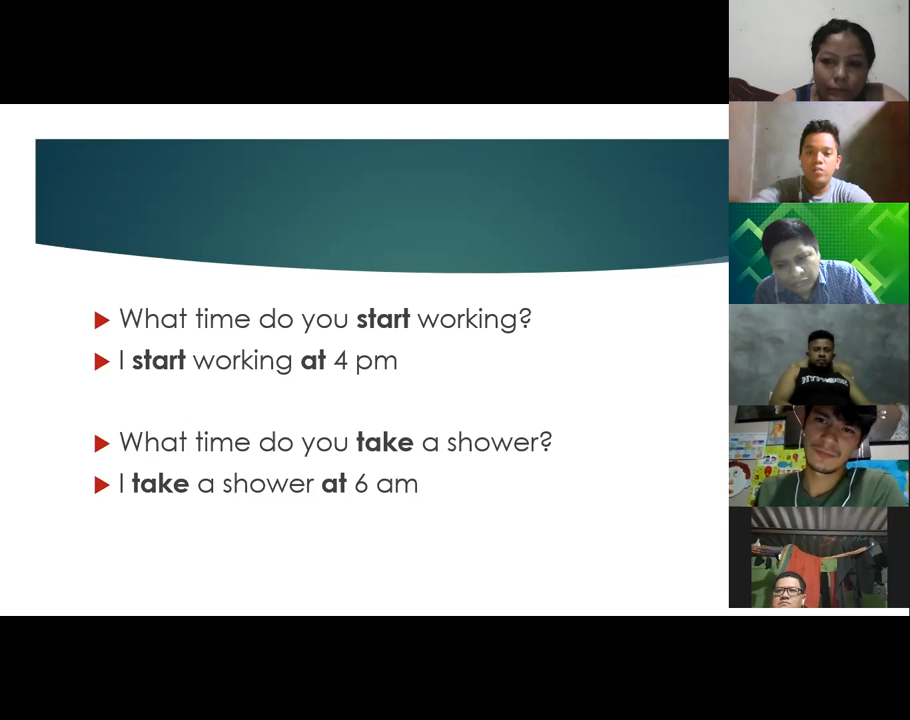 What time do you start working?
I start working at 4 pm
What time do you take a shower?
I take a shower at 6 am